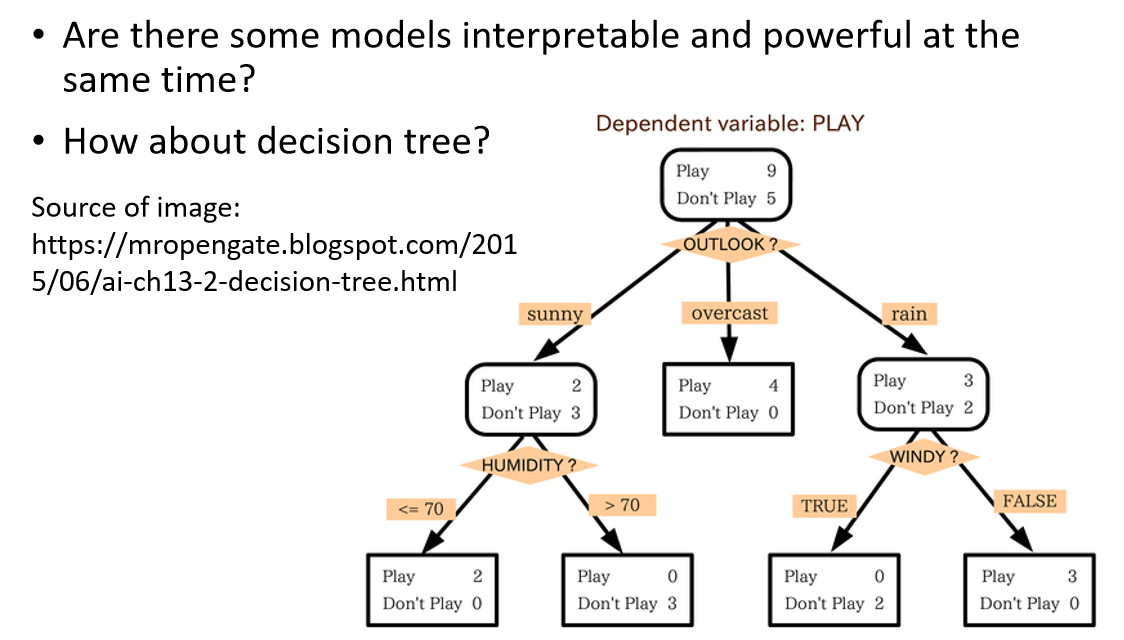 • Are there some models interpretable and powerful at the
same time?
• How about decision tree?
Source of image:
https://mropengate.blogspot.com/201
5/06/ai-ch13-2-decision-tree.html
Dependent variable: PLAY
Play 9
Don't Play 5
OUTLOOK ?
sunny
overcast
rain
Play 2
Don't Play 3
Play 4
Don't Play 0
Play 3
Don't Play 2
HUMIDITY ?
WINDY ?
<= 70
> 70
TRUE
FALSE
Play 2
Don't Play 0
Play 0
Don't Play 3
Play 0
Don't Play 2
Play 3
Don't Play 0